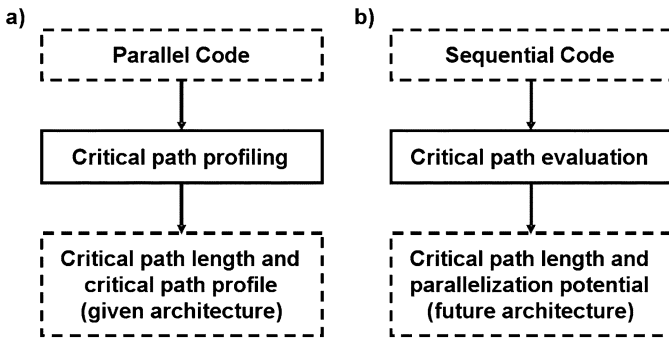 a)
Parallel Code
Critical path profiling
Critical path length and
critical path profile
(given architecture)
b)
Sequential Code
Critical path evaluation
Critical path length and
parallelization potential
(future architecture)